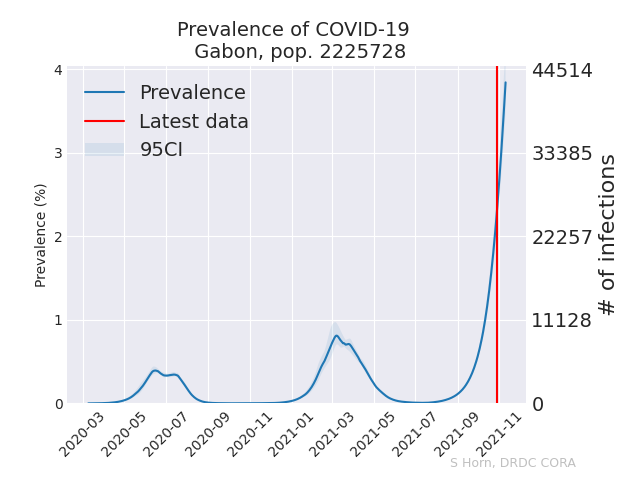 Prevalence of COVID-19
Gabon, pop. 2225728
Prevalence
Latest data
95CI
Prevalence (%)
4
3
2
1
0
44514
33385
22257
11128
0
# of infections
2020-03
2020-05
2020-07
2020-09
2020-11
2021-01
2021-03
2021-05
2021-07
2021-09
2021-11
S Horn, DRDC CORA